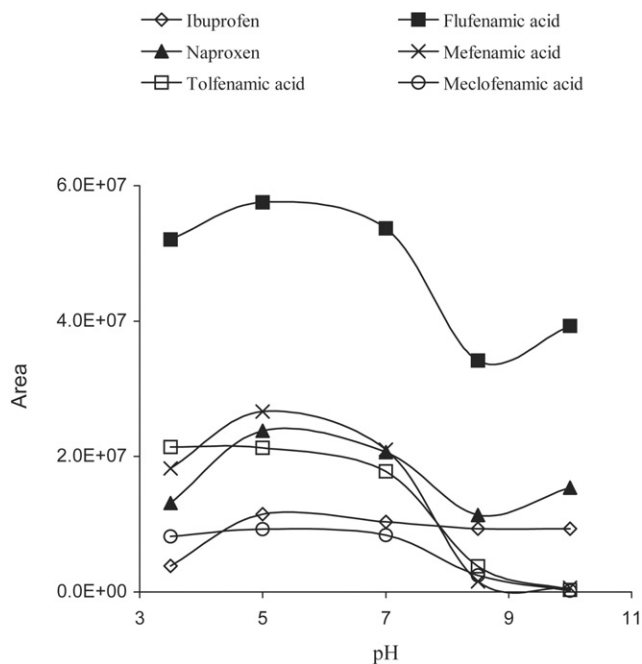 Ibuprofen
Flufenamic acid
Naproxen
Mefenamic acid
Tolfenamic acid
Meclofenamic acid
6.0E+07
4.0E+07
2.0E+07
0.0E+00
Area
3 5 7 9 11
pH